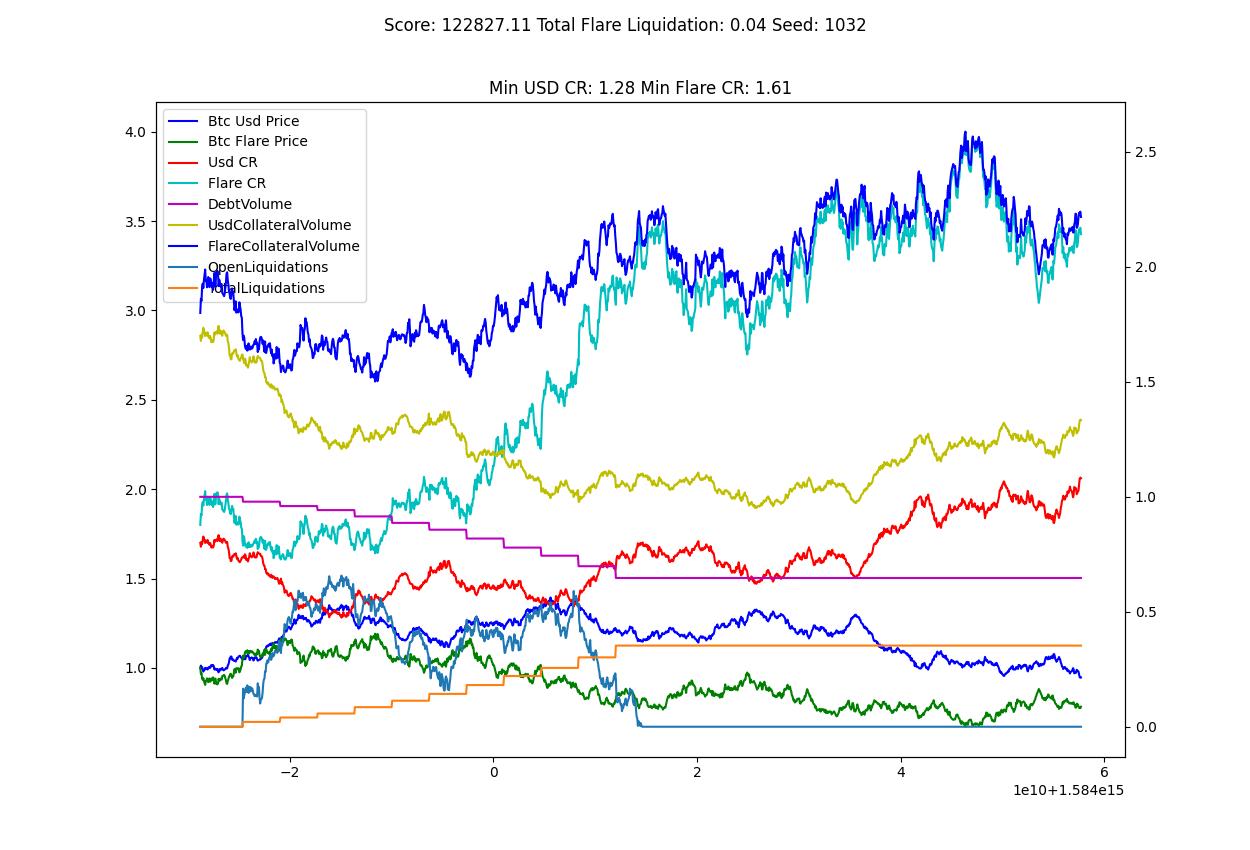 Score: 122827.11 Total Flare Liquidation: 0.04 Seed: 1032
Min USD CR: 1.28 Min Flare CR: 1.61
Btc Usd Price
Btc Flare Price
Usd CR
Flare CR
DebtVolume
UsdCollateralVolume
FlareCollateralVolume
OpenLiquidations
TotalLiquidations
4.0
3.5
3.0
2.5
2.0
1.5
1.0
2.5
2.0
1.5
1.0
0.5
0.0
−2
0
2
4
6
1e10+1.584e15